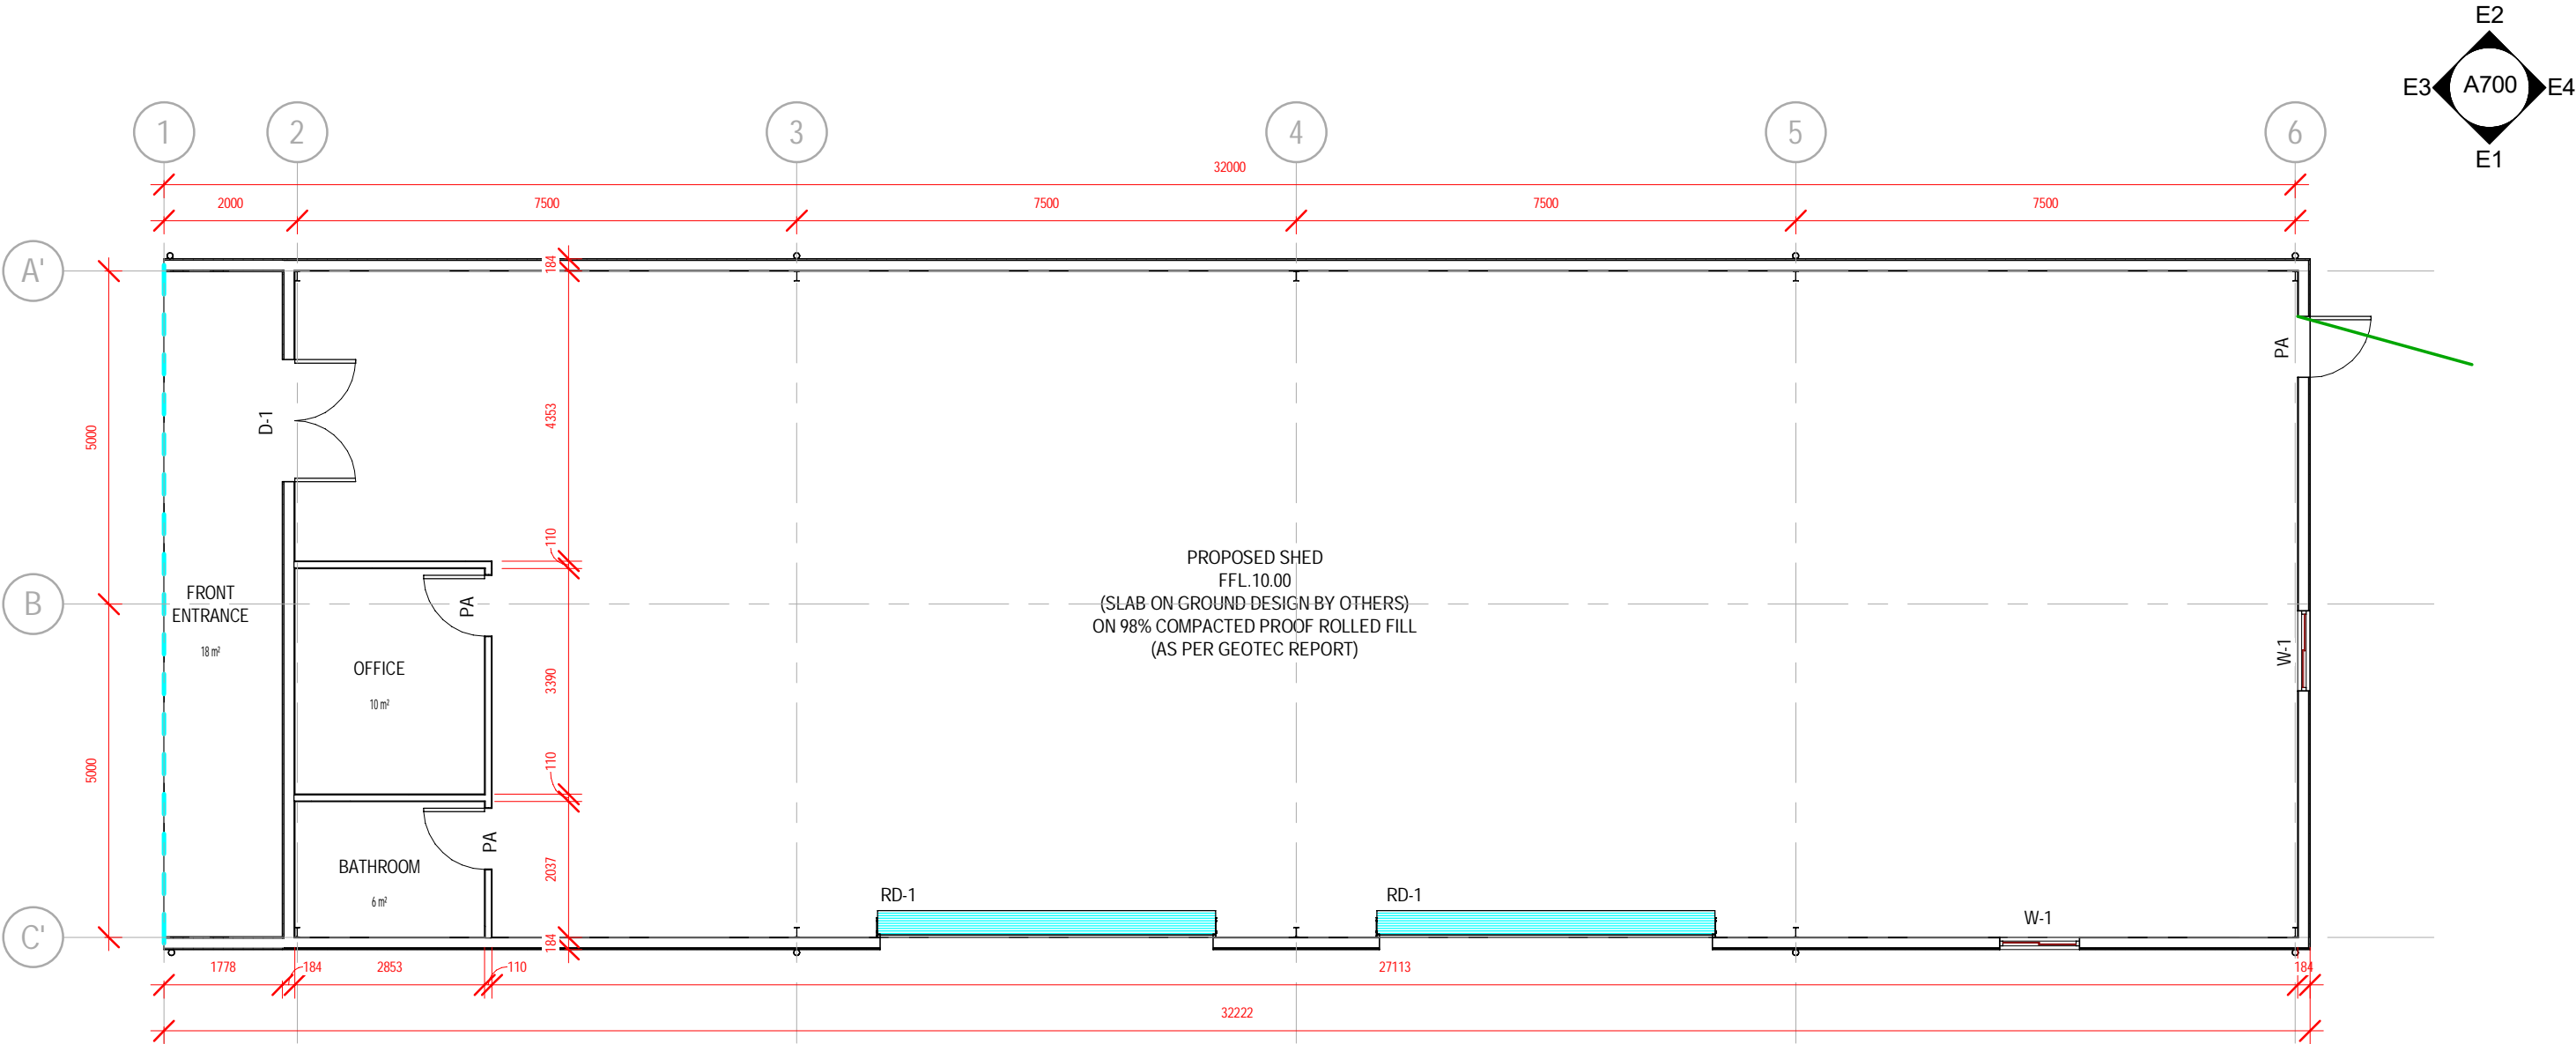 E2
E3 A700 E4
E1
1 2 3 4 5 6
32000
2000 7500 7500 7500 7500
A'
184
PA
D-1
4353
5000
110
PROPOSED SHED
FFL.10.00
(SLAB ON GROUND DESIGN BY OTHERS)
ON 98% COMPACTED PROOF ROLLED FILL
(AS PER GEOTEC REPORT)
B
FRONT
ENTRANCE
18 m²
PA
OFFICE
10 m²
3390
W-1
5000
110
PA
BATHROOM
6 m²
2037
RD-1 RD-1
W-1
C'
184
1778 184 2853 110 27113 184
32222